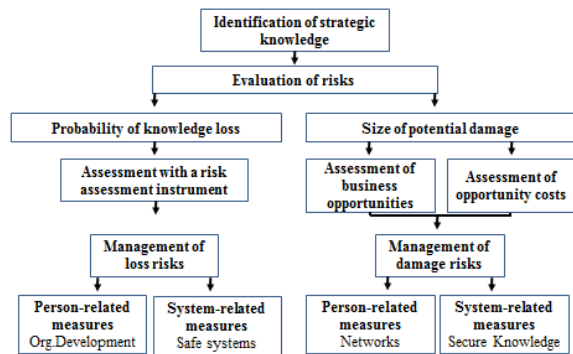 Identification of strategic
knowledge
Evaluation of risks
Probability of knowledge loss
Size of potential damage
Assessment with a risk
assessment instrument
Assessment of
business
opportunities
Assessment of
opportunity costs
Management of
loss risks
Management of
damage risks
Person-related
measures
Org.Development
System-related
measures
Safe systems
Person-related
measures
Networks
System-related
measures
Secure Knowledge